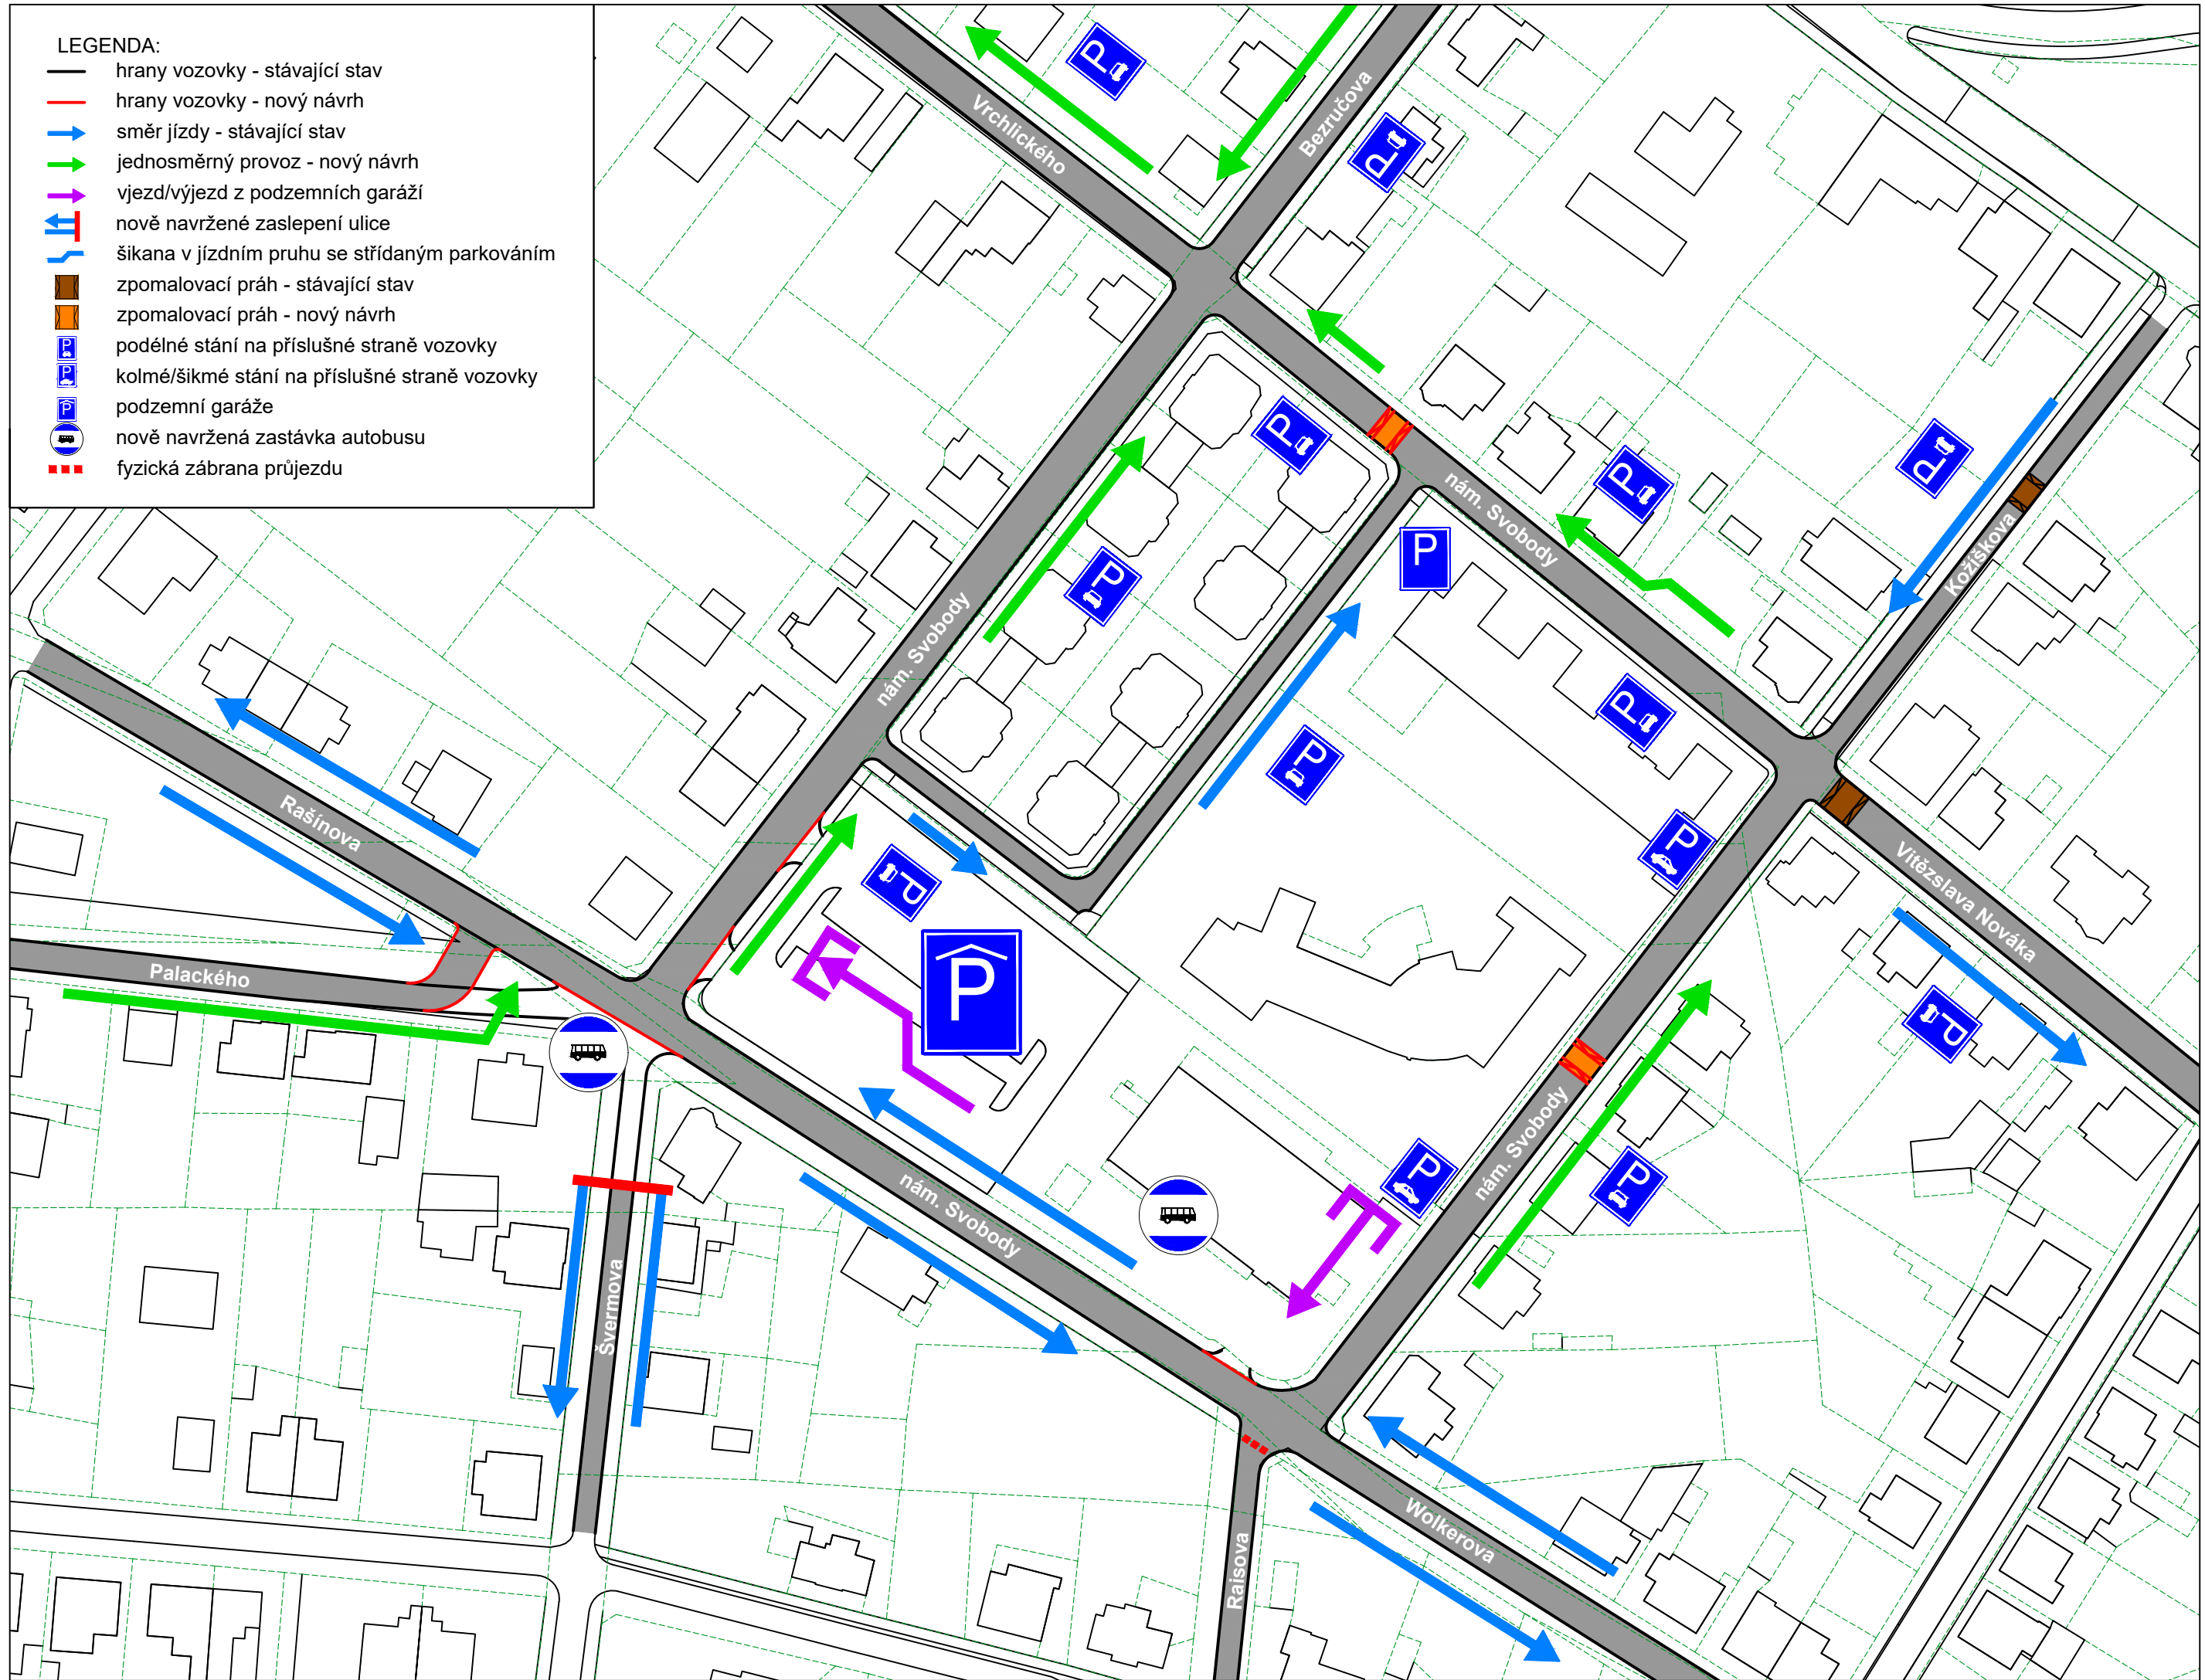 LEGENDA:
hrany vozovky - stávající stav
hrany vozovky - nový návrh
směr jízdy - stávající stav
jednosměrný provoz - nový návrh
vjezd/výjezd z podzemních garáží
nově navržené zaslepení ulice
šikana v jízdním pruhu se střídaným parkováním
zpomalovací práh - stávající stav
zpomalovací práh - nový návrh
P
podélné stání na příslušné straně vozovky
P
kolmé/šikmé stání na příslušné straně vozovky
P
podzemní garáže
nově navržená zastávka autobusu
fyzická zábrana průjezdu
P
Vrchlického
Bezručova
P
P
nám. Svobody
P
P
Kožíškova
P
P
nám. Svobody
P
P
Rašínova
P
P
P
Vítězslava Nováka
Palackého
P
P
nám. Svobody
P
P
nám. Svobody
Švermova
Wolkerova
Raisova